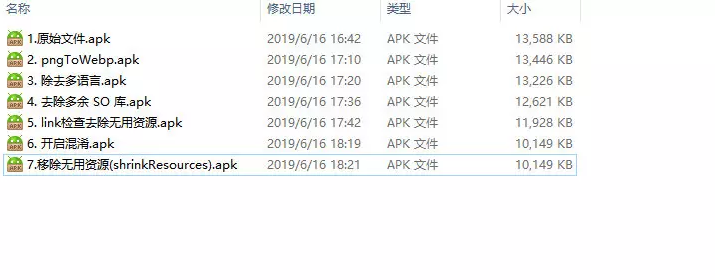 名称 修改日期 类型 大小
1.原始文件.apk 2019/6/16 16:42 APK 文件 13,588 KB
2. pngToWebp.apk 2019/6/16 17:10 APK 文件 13,446 KB
3. 除去多语言.apk 2019/6/16 17:20 APK 文件 13,226 KB
4. 去除多余 SO 库.apk 2019/6/16 17:36 APK 文件 12,621 KB
5. link检查去除无用资源.apk 2019/6/16 17:42 APK 文件 11,928 KB
6. 开启混淆.apk 2019/6/16 18:19 APK 文件 10,149 KB
7.移除无用资源(shrinkResources).apk 2019/6/16 18:21 APK 文件 10,149 KB